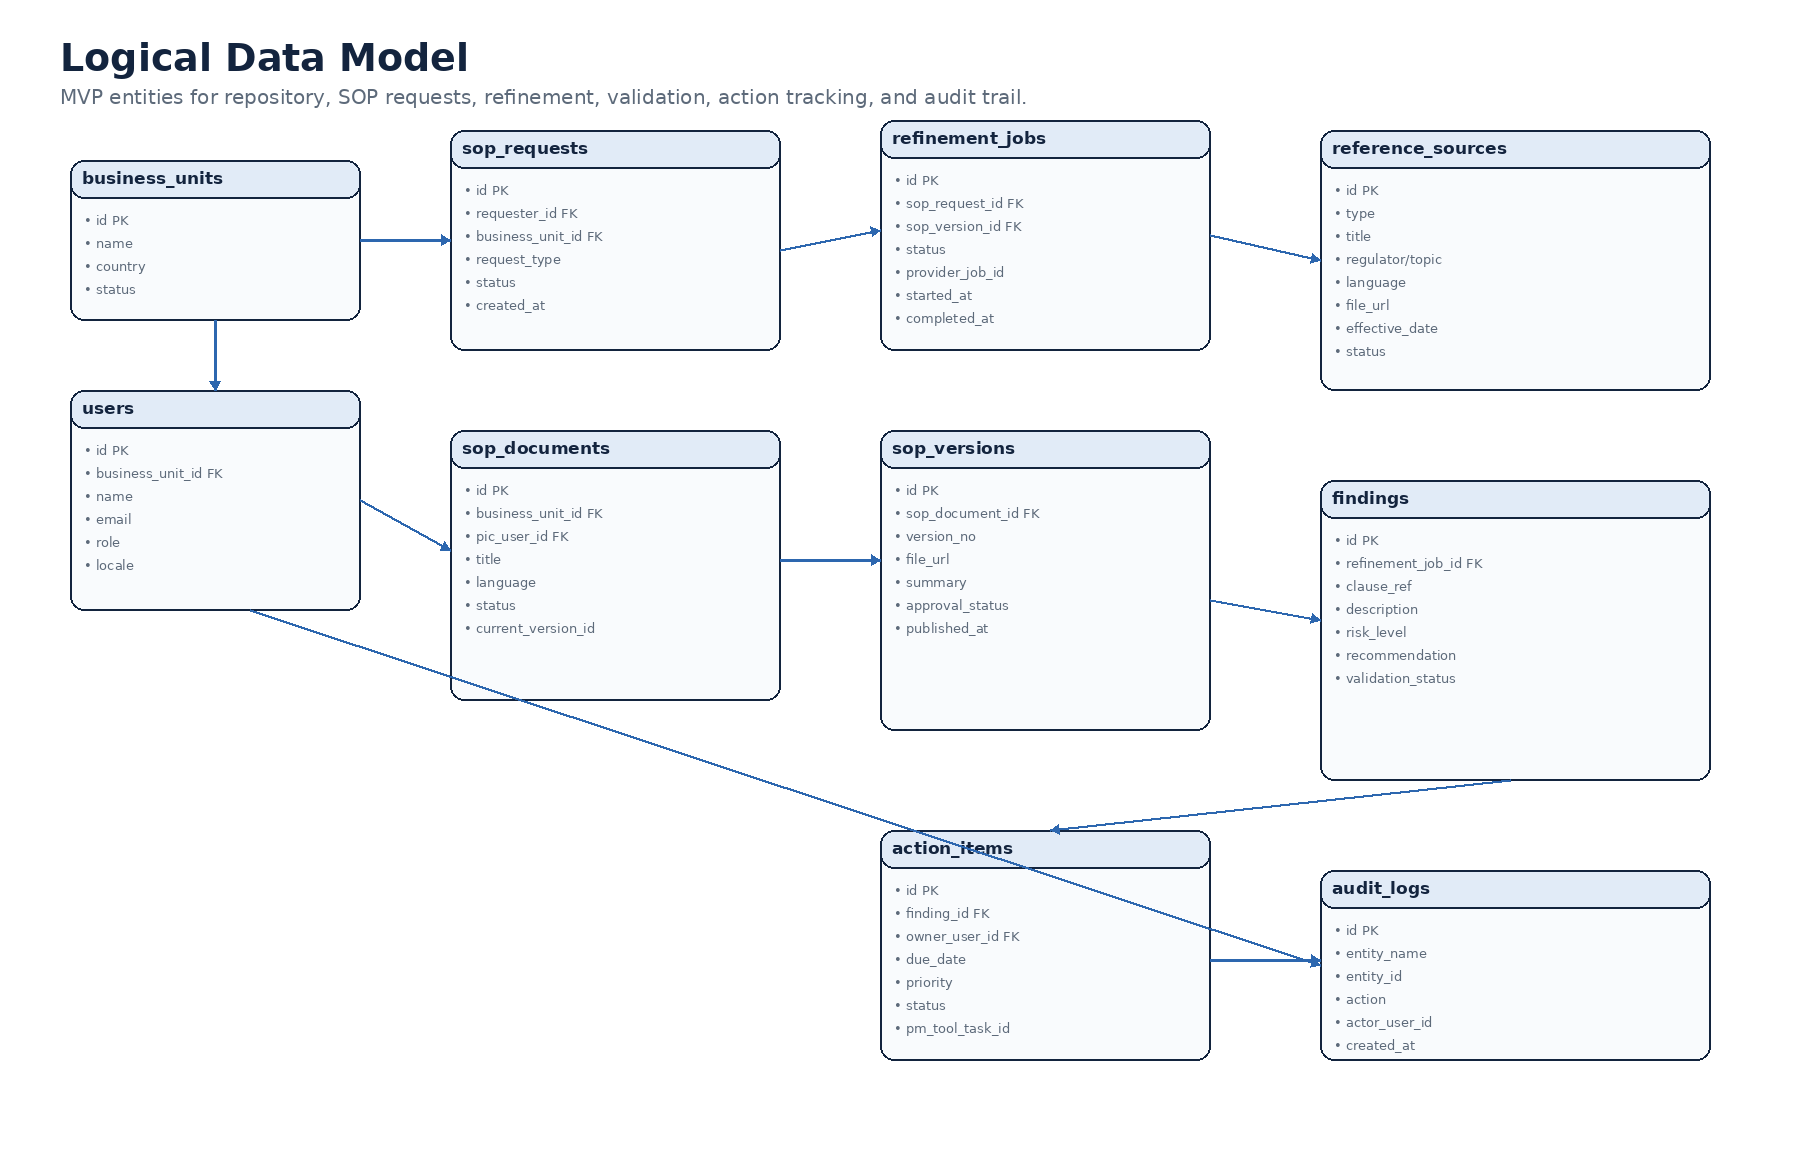 Logical Data Model
MVP entities for repository, SOP requests, refinement, validation, action tracking, and audit trail.
business_units
• id PK
• name
• country
• status
sop_requests
• id PK
• requester_id FK
• business_unit_id FK
• request_type
• status
• created_at
refinement_jobs
• id PK
• sop_request_id FK
• sop_version_id FK
• status
• provider_job_id
• started_at
• completed_at
reference_sources
• id PK
• type
• title
• regulator/topic
• language
• file_url
• effective_date
• status
users
• id PK
• business_unit_id FK
• name
• email
• role
• locale
sop_documents
• id PK
• business_unit_id FK
• pic_user_id FK
• title
• language
• status
• current_version_id
sop_versions
• id PK
• sop_document_id FK
• version_no
• file_url
• summary
• approval_status
• published_at
findings
• id PK
• refinement_job_id FK
• clause_ref
• description
• risk_level
• recommendation
• validation_status
action_items
• id PK
• finding_id FK
• owner_user_id FK
• due_date
• priority
• status
• pm_tool_task_id
audit_logs
• id PK
• entity_name
• entity_id
• action
• actor_user_id
• created_at